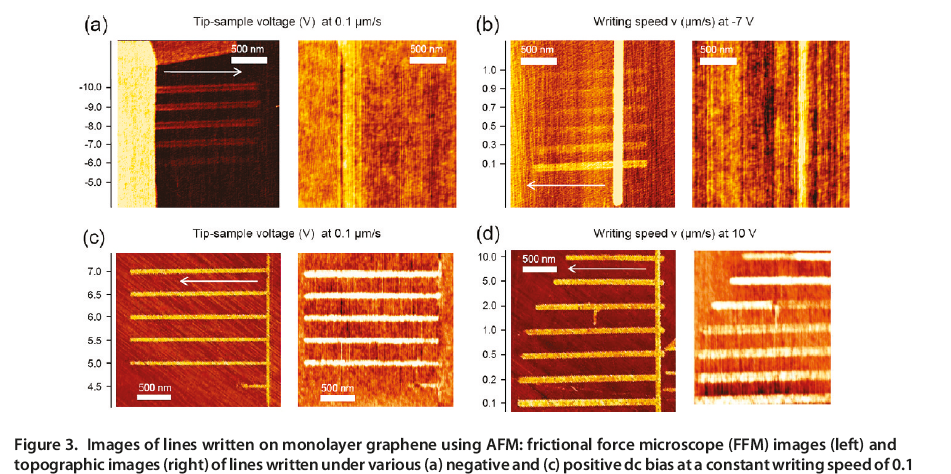 (a)
Tip-sample voltage (V) at 0.1 µm/s
500 nm
500 nm
-10.0
-9.0
-8.0
-7.0
-6.0
-5.0
(b)
Writing speed v (µm/s) at -7 V
500 nm
500 nm
1.0
0.9
0.7
0.5
0.3
0.1
(c)
Tip-sample voltage (V) at 0.1 µm/s
7.0
6.5
6.0
5.5
5.0
4.5
500 nm
500 nm
(d)
Writing speed v (µm/s) at 10 V
500 nm
500 nm
10.0
5.0
2.0
1.0
0.5
0.2
0.1
Figure 3. Images of lines written on monolayer graphene using AFM: frictional force microscope (FFM) images (left) and
topographic images (right) of lines written under various (a) negative and (c) positive dc bias at a constant writing speed of 0.1